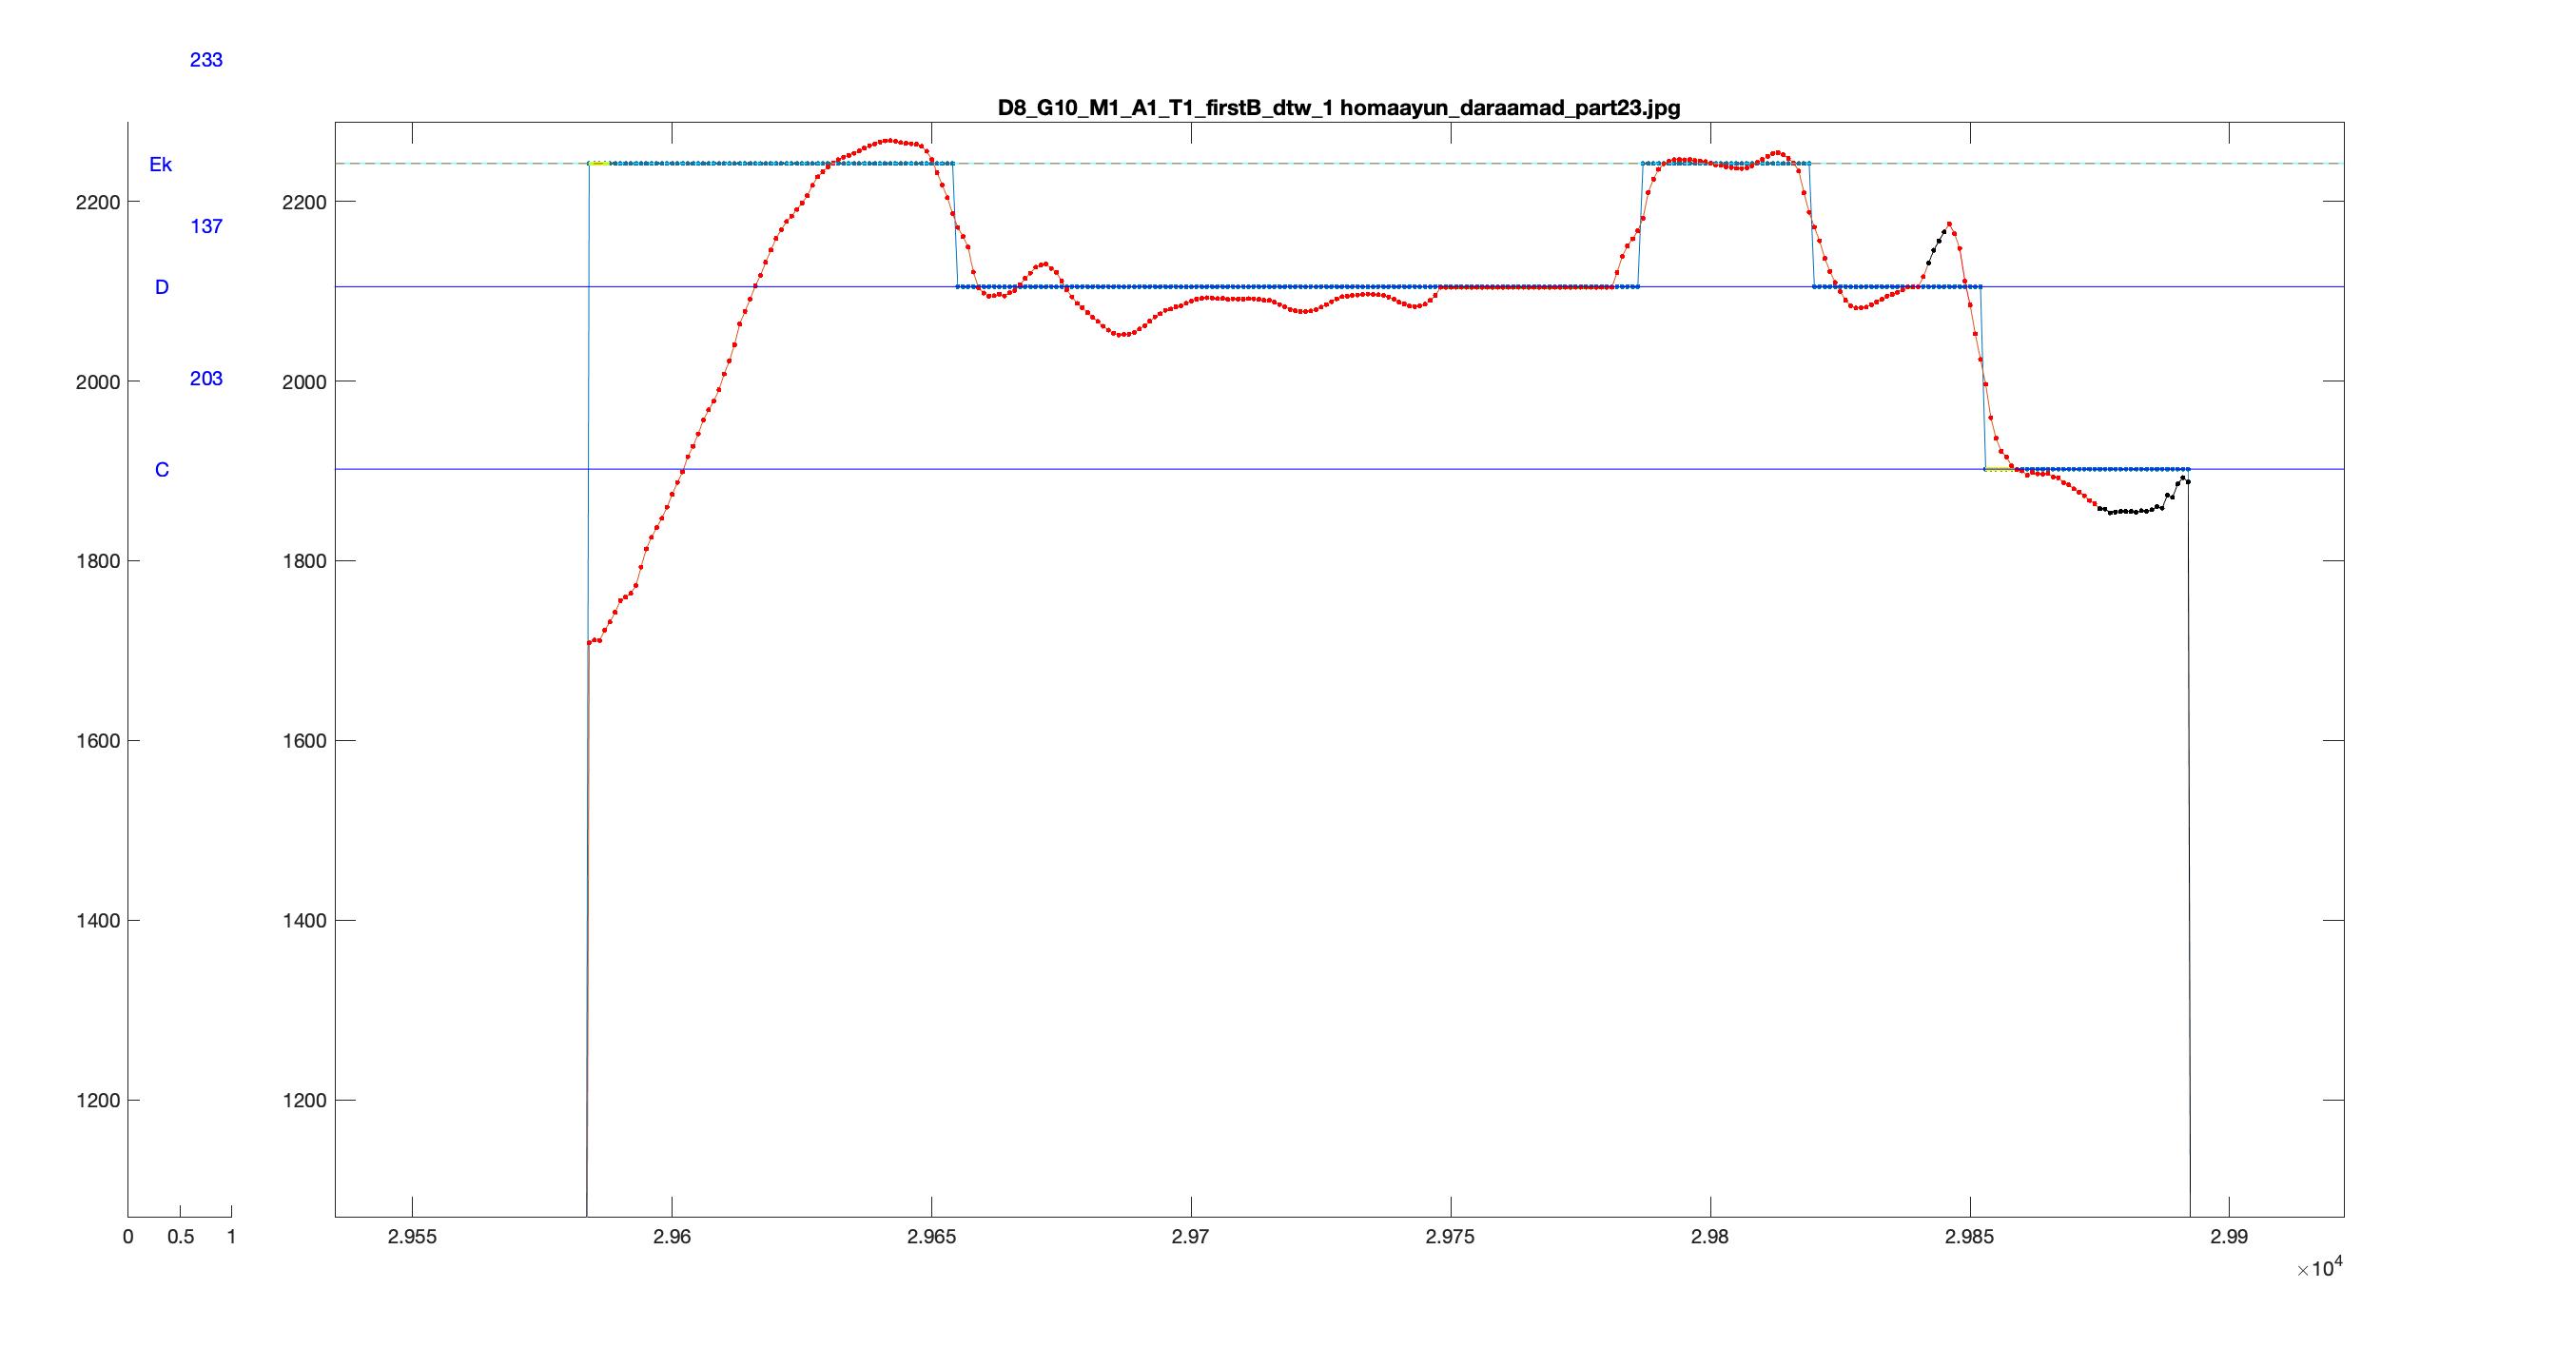 233
D8_G10_M1_A1_T1_firstB_dtw_1 homaayun_daraamad_part23.jpg
Ek
2200 2200
137
D
2000 203 2000
C
1800 1800
1600 1600
1400 1400
1200 1200
0 0.5 1 2.955 2.96 2.965 2.97 2.975 2.98 2.985 2.99
×10⁴